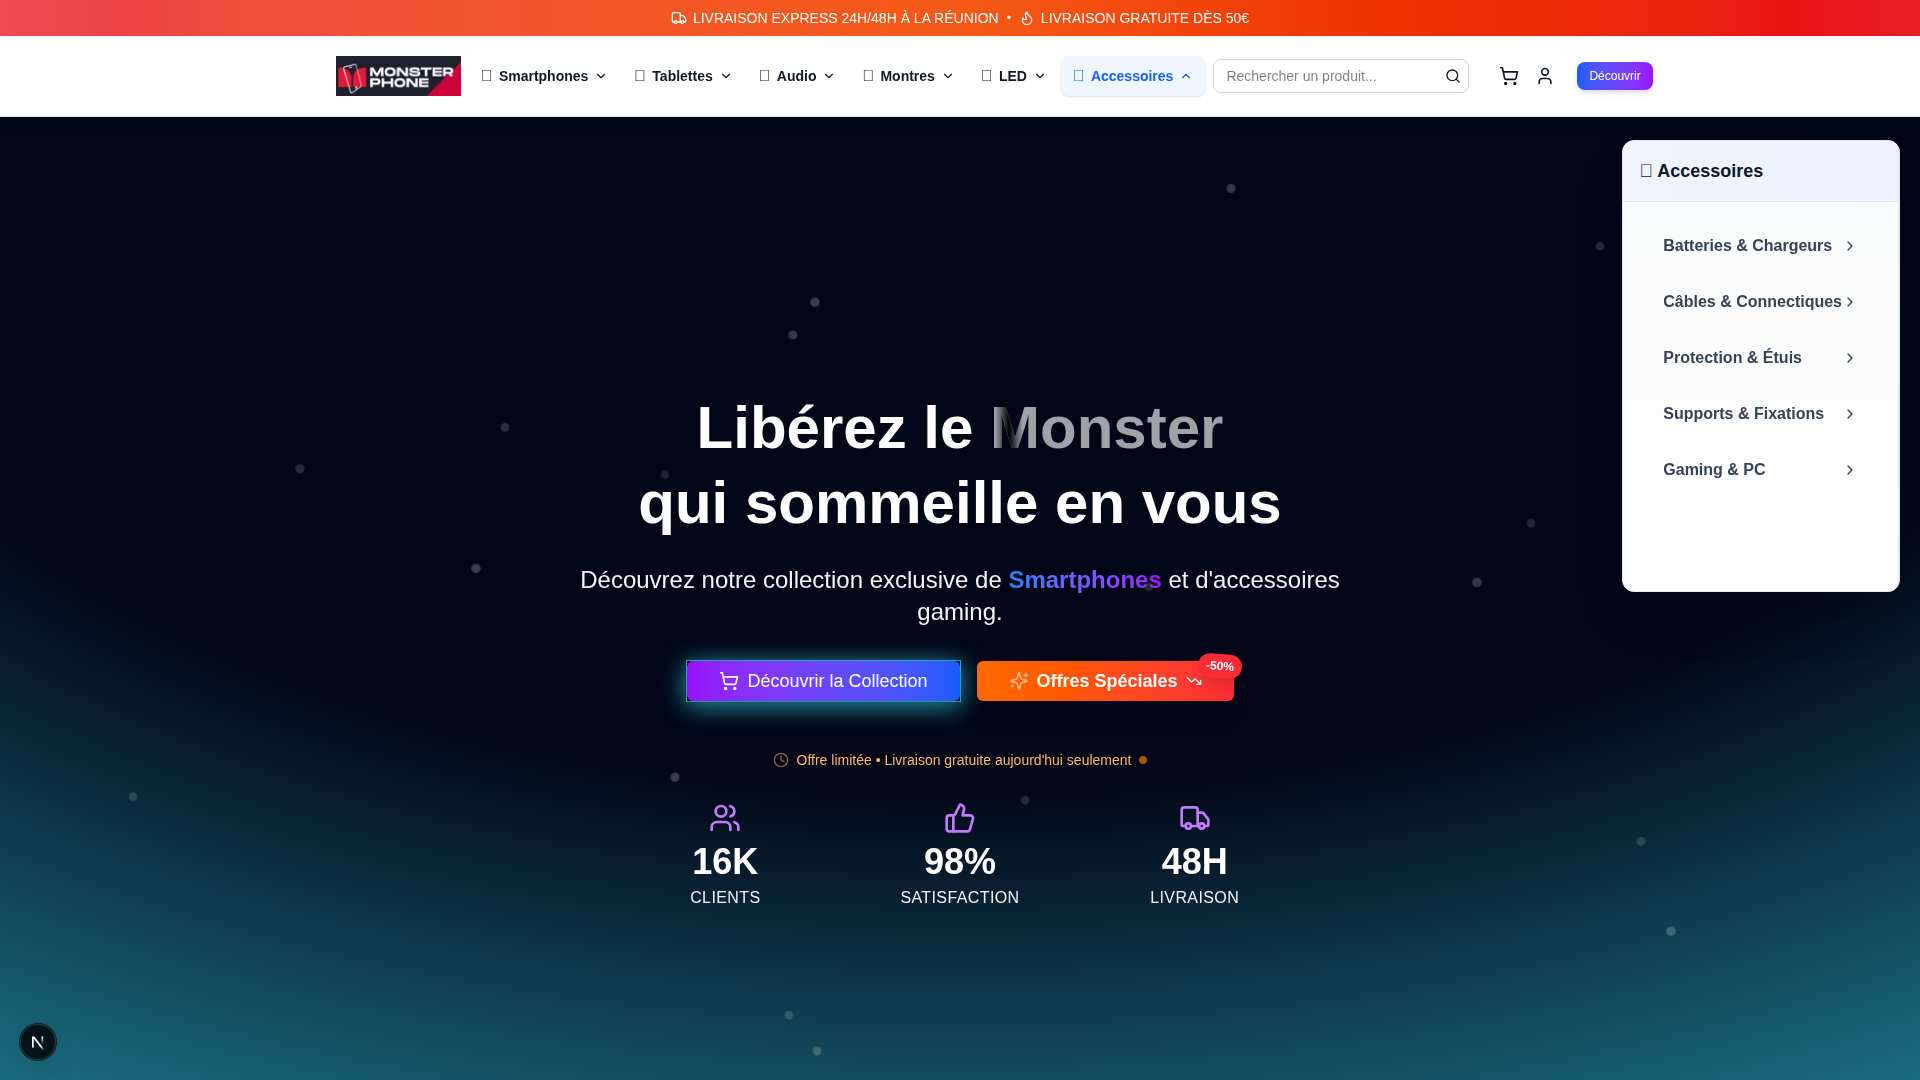 LIVRAISON EXPRESS 24H/48H À LA RÉUNION • LIVRAISON GRATUITE DÈS 50€
MONSTER
PHONE
Smartphones
Tablettes
Audio
Montres
LED
Accessoires
Rechercher un produit...
Découvrir
Accessoires
Batteries & Chargeurs
Câbles & Connectiques
Protection & Étuis
Supports & Fixations
Gaming & PC
Libérez le Monster
qui sommeille en vous
Découvrez notre collection exclusive de Smartphones et d'accessoires
gaming.
Découvrir la Collection
Offres Spéciales
-50%
Offre limitée • Livraison gratuite aujourd'hui seulement
16K
CLIENTS
98%
SATISFACTION
48H
LIVRAISON
N